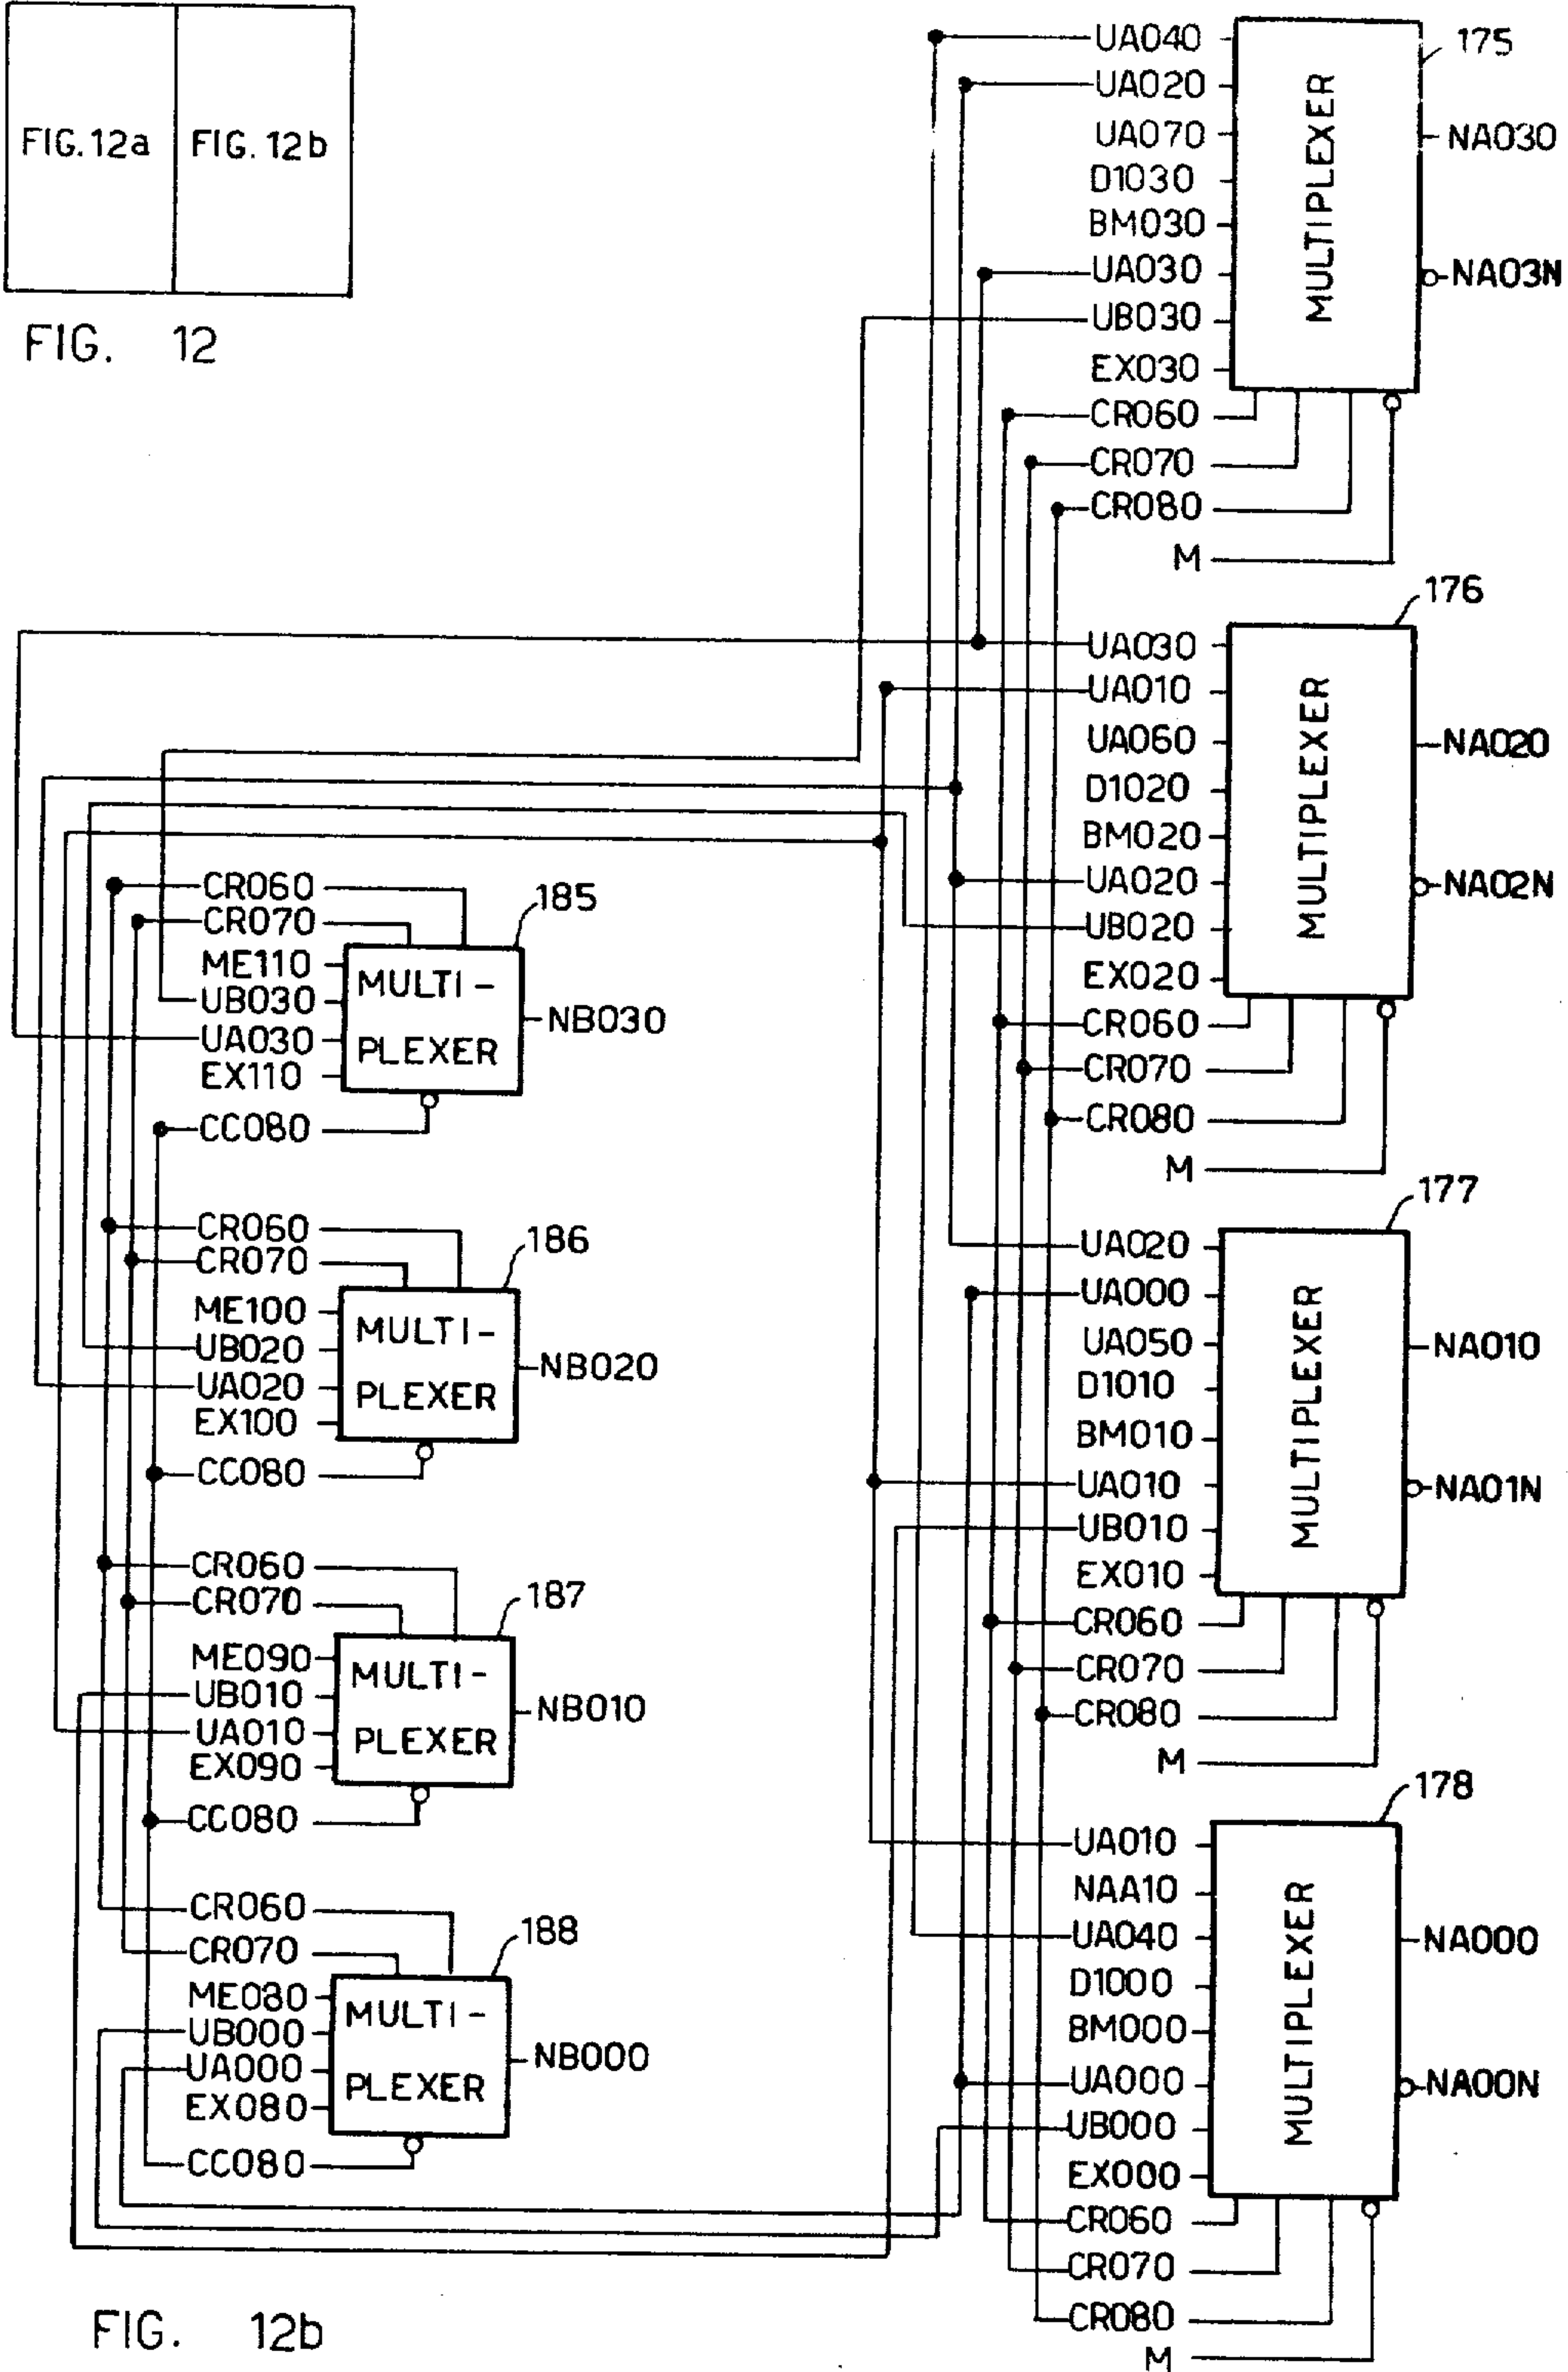 FIG. 12a
FIG. 12b
FIG. 12
UA040
UA020
UA070
D1030
BM030
UA030
UB030
EX030
CR060
CR070
CR080
M
MULTIPLEXER
175
NA030
NA03N
UA030
UA010
UA060
D1020
BM020
UA020
UB020
EX020
CR060
CR070
CR080
M
MULTIPLEXER
176
NA020
NA02N
UA020
UA000
UA050
D1010
BM010
UA010
UB010
EX010
CR060
CR070
CR080
M
MULTIPLEXER
177
NA010
NA01N
UA010
NAA10
UA040
D1000
BM000
UA000
UB000
EX000
CR060
CR070
CR080
M
MULTIPLEXER
178
NA000
NA00N
CR060
CR070
ME110
UB030
UA030
EX110
CC080
185
MULTI-
PLEXER
NB030
CR060
CR070
ME100
UB020
UA020
EX100
CC080
186
MULTI-
PLEXER
NB020
CR060
CR070
ME090
UB010
UA010
EX090
CC080
187
MULTI-
PLEXER
NB010
CR060
CR070
ME080
UB000
UA000
EX080
CC080
188
MULTI-
PLEXER
NB000
FIG. 12b